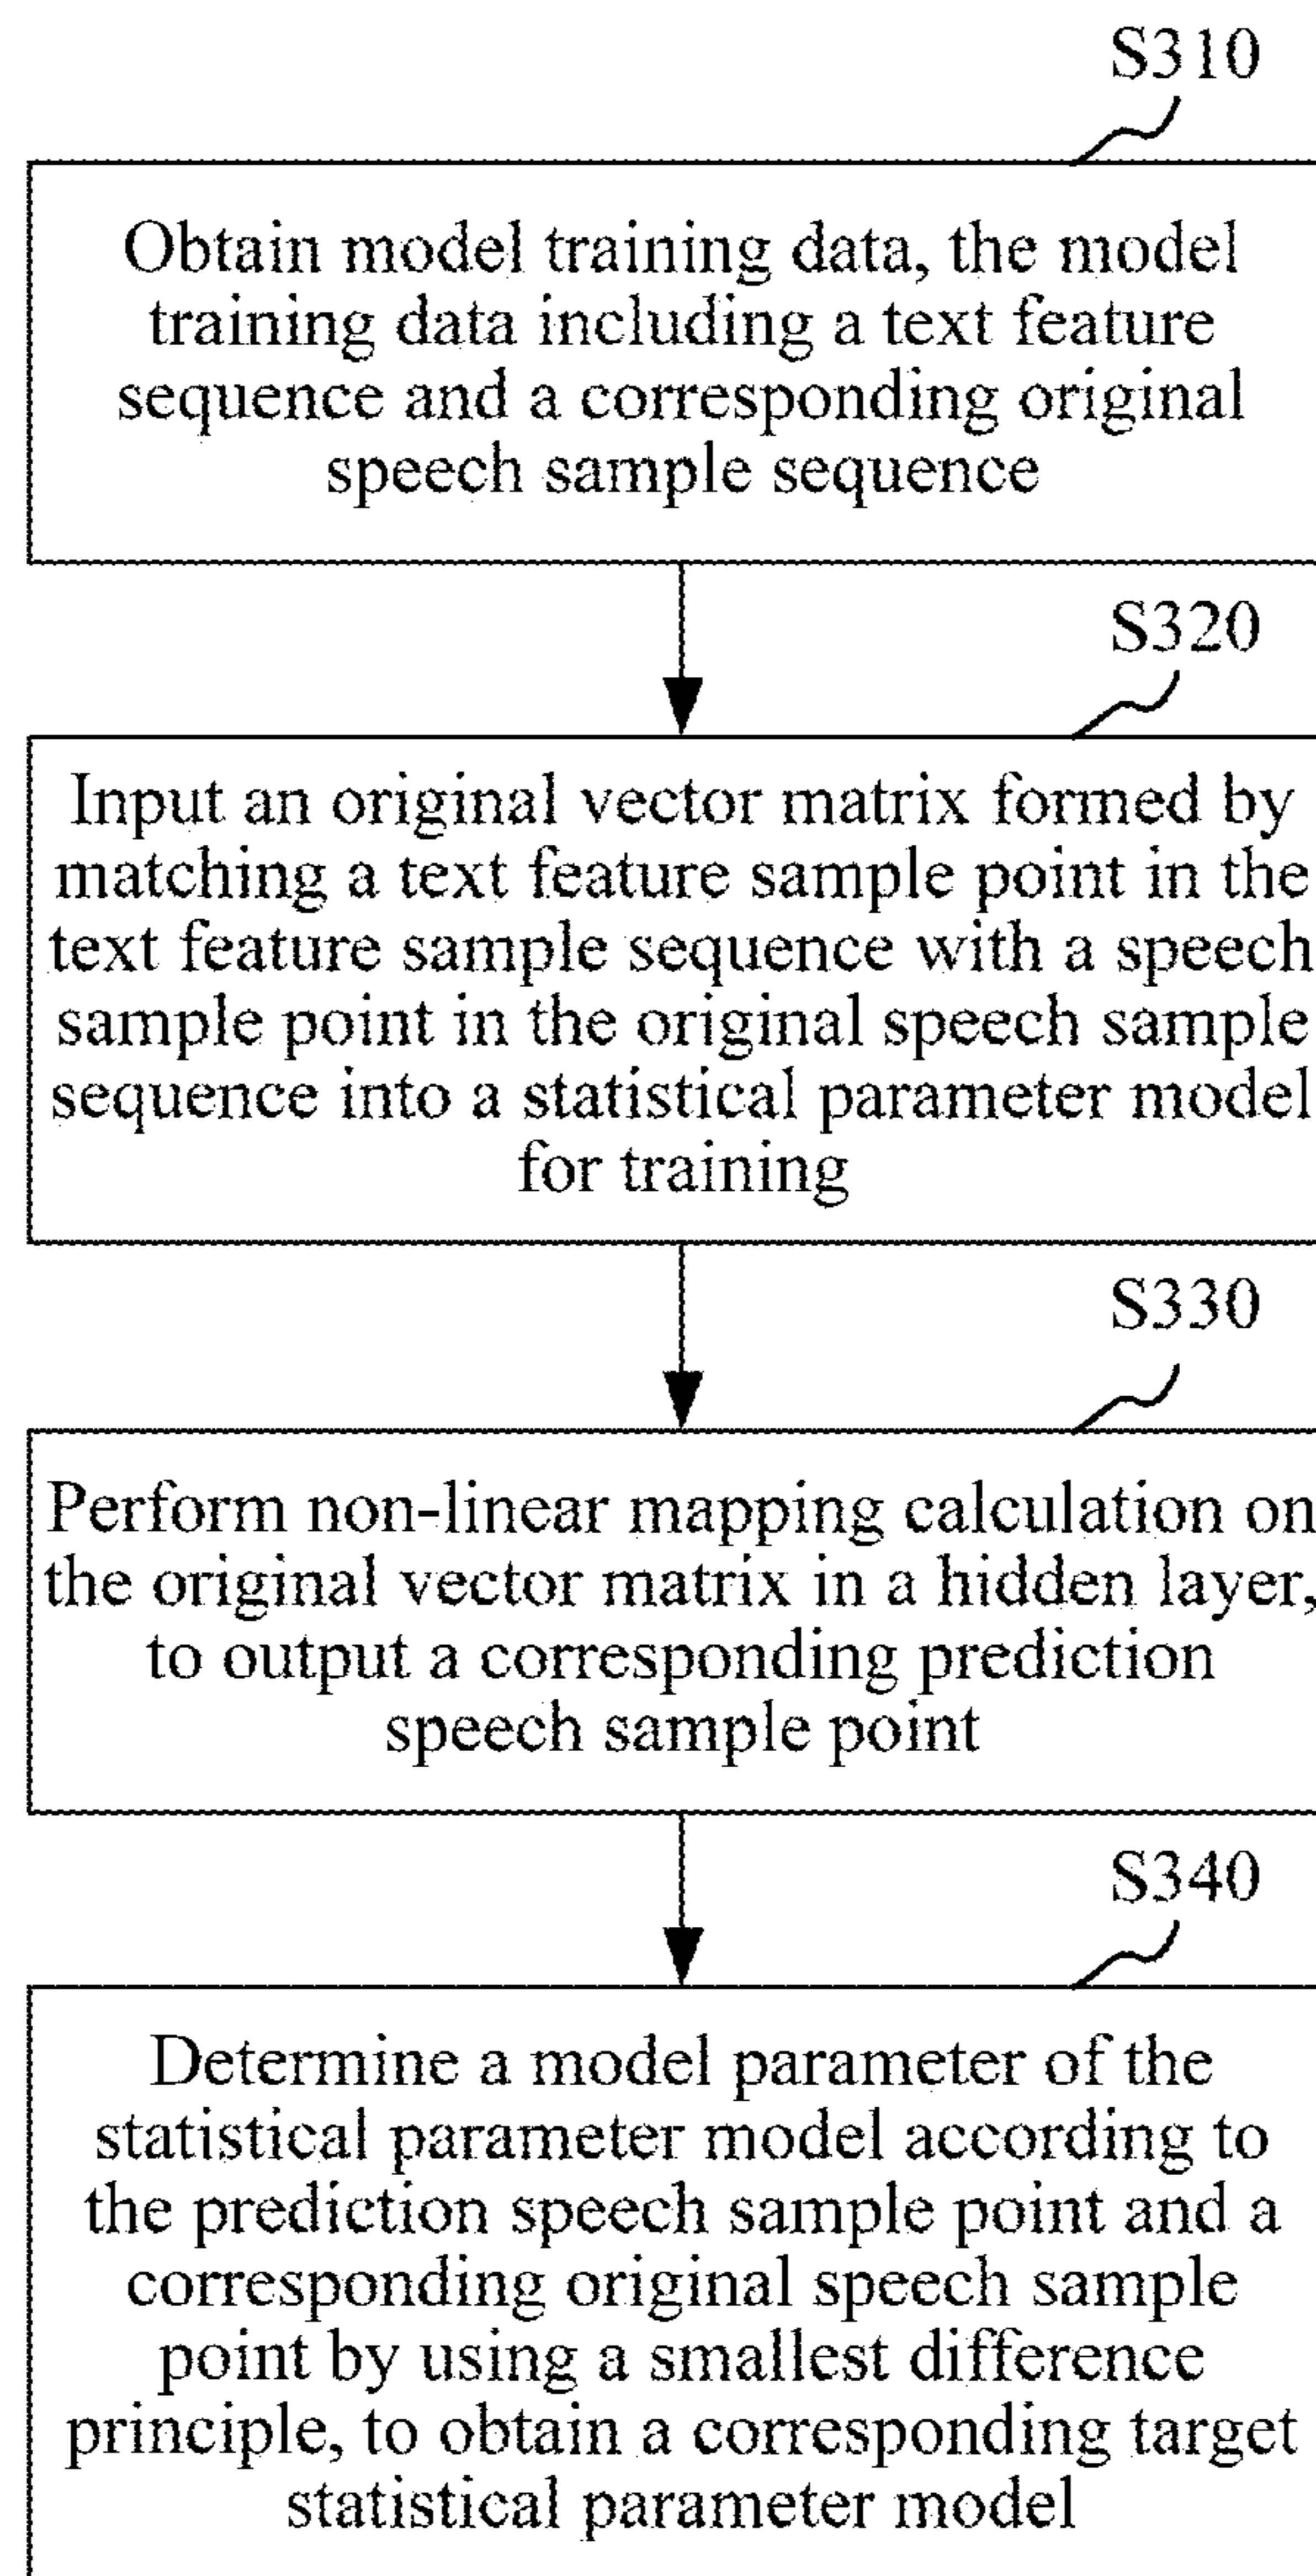 S310
Obtain model training data, the model
training data including a text feature
sequence and a corresponding original
speech sample sequence
S320
Input an original vector matrix formed by
matching a text feature sample point in the
text feature sample sequence with a speech
sample point in the original speech sample
sequence into a statistical parameter model
for training
S330
Perform non-linear mapping calculation on
the original vector matrix in a hidden layer,
to output a corresponding prediction
speech sample point
S340
Determine a model parameter of the
statistical parameter model according to
the prediction speech sample point and a
corresponding original speech sample
point by using a smallest difference
principle, to obtain a corresponding target
statistical parameter model